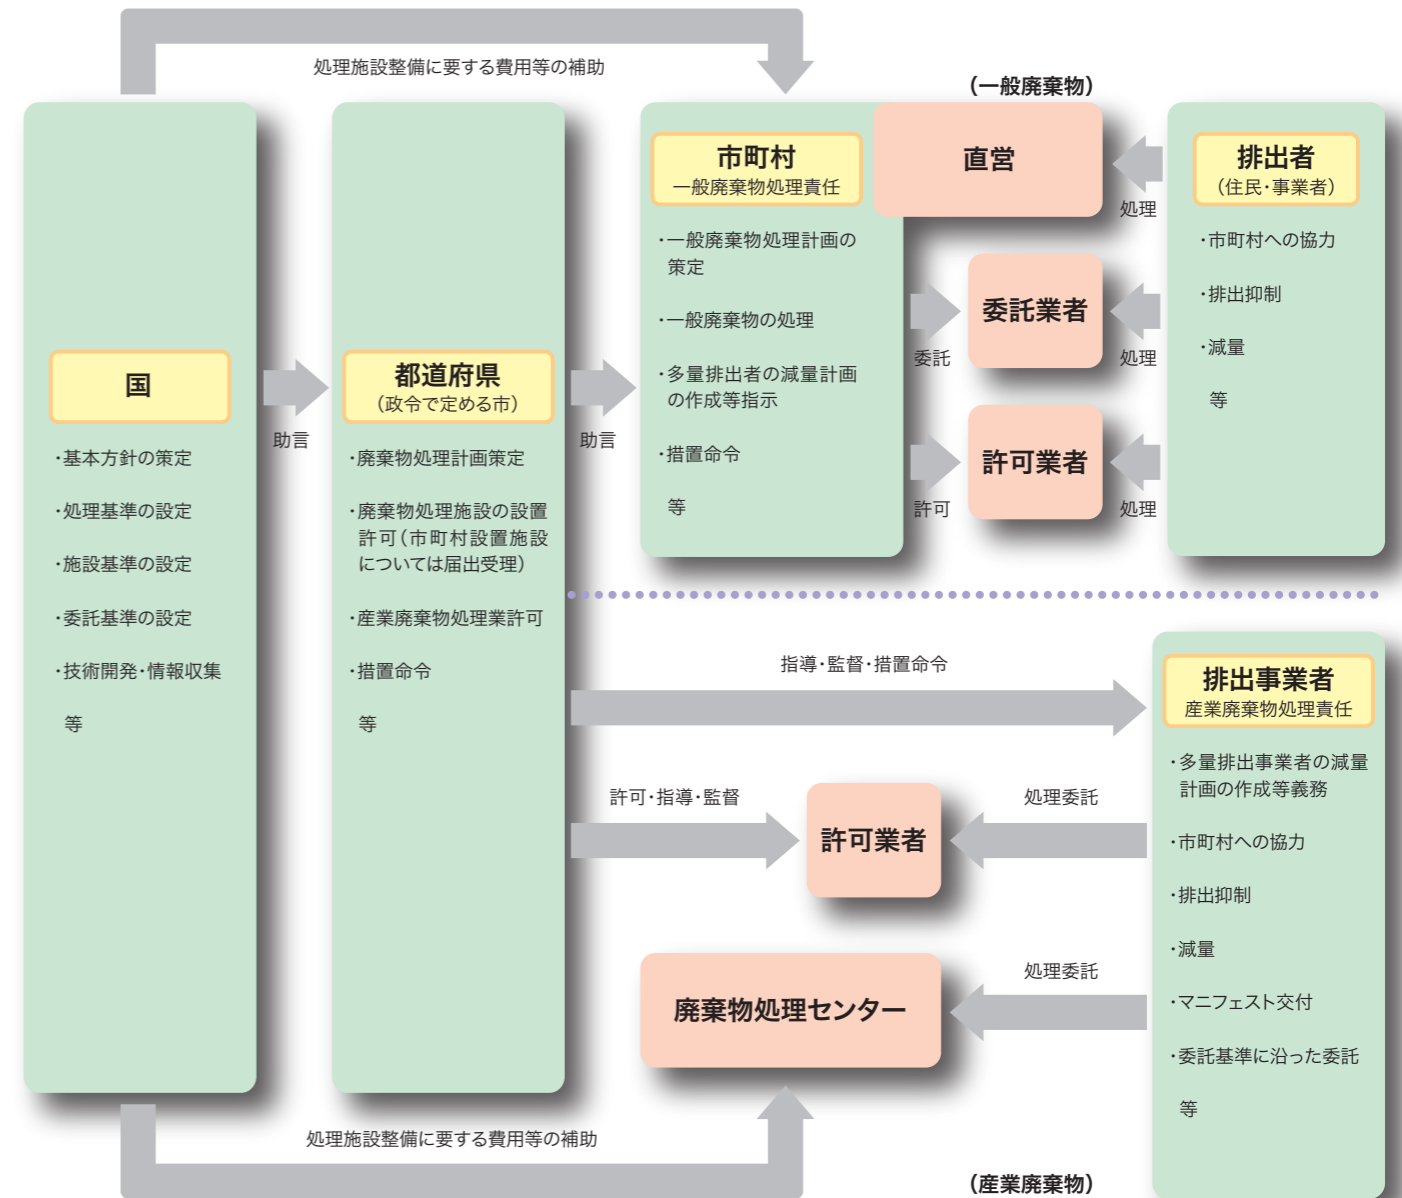 処理施設整備に要する費用等の補助
国
・基本方針の策定
・処理基準の設定
・施設基準の設定
・委託基準の設定
・技術開発・情報収集
等
助言
都道府県
（政令で定める市）
・廃棄物処理計画策定
・廃棄物処理施設の設置
許可（市町村設置施設
については届出受理）
・産業廃棄物処理業許可
・措置命令
等
助言
市町村
一般廃棄物処理責任
・一般廃棄物処理計画の
策定
・一般廃棄物の処理
・多量排出者の減量計画
の作成等指示
・措置命令
等
（一般廃棄物）
直営
処理
委託
委託業者
処理
許可
許可業者
処理
排出者
（住民・事業者）
・市町村への協力
・排出抑制
・減量
等
指導・監督・措置命令
許可・指導・監督
許可業者
処理委託
廃棄物処理センター
処理委託
排出事業者
産業廃棄物処理責任
・多量排出事業者の減量
計画の作成等義務
・市町村への協力
・排出抑制
・減量
・マニフェスト交付
・委託基準に沿った委託
等
処理施設整備に要する費用等の補助
（産業廃棄物）